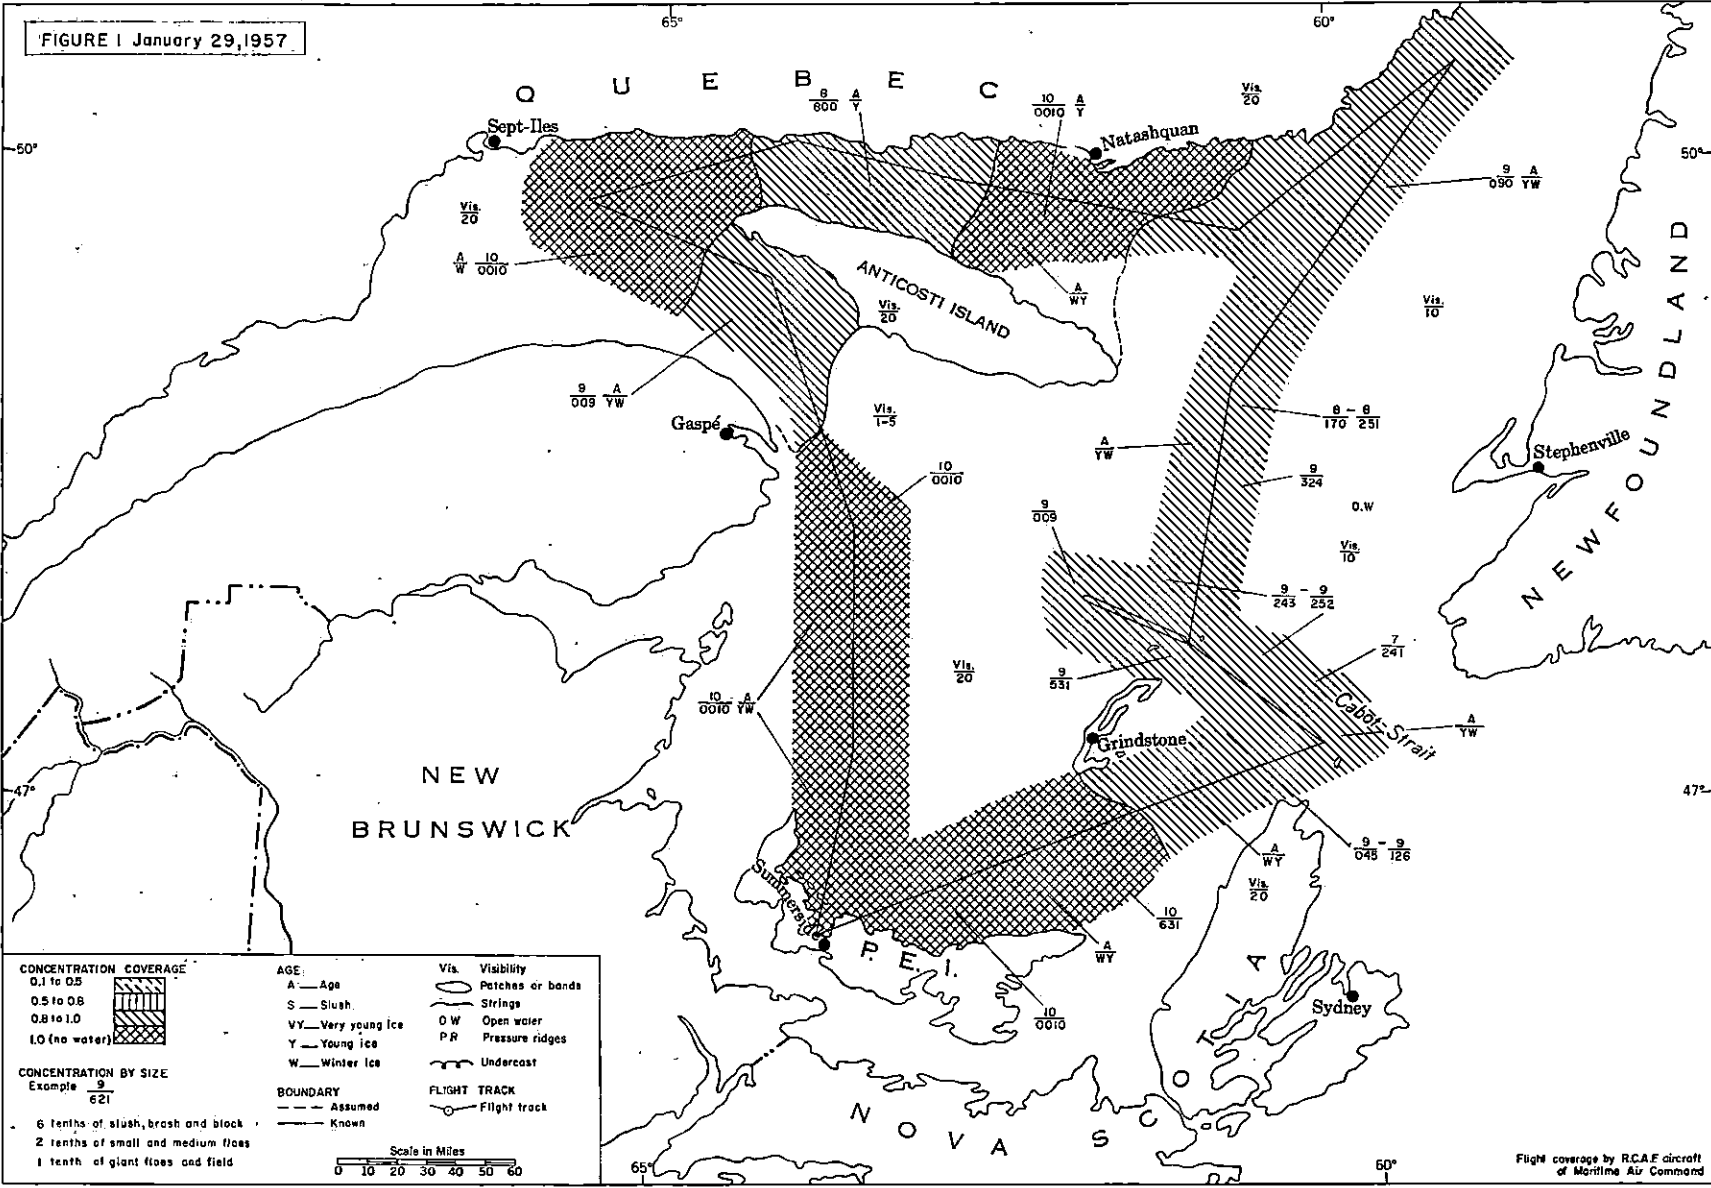 FIGURE 1 January 29, 1957
65°
60°
QUEBEC
8
800
A
Y
10
0010
A
Y
Vis.
20
Sept-Iles
Natashquan
50°
50°
9
090
A
YW
Vis.
20
A
W
10
0010
ANTICOSTI ISLAND
Vis.
20
A
WY
Vis.
10
NEWFOUNDLAND
9
009
A
YW
Gaspé
Vis.
1-5
8
170
-
8
251
A
YW
Stephenville
10
0010
9
324
9
009
O.W
Vis.
10
9
243
-
9
252
7
241
Vis.
20
9
531
10
0010
-
A
YW
Cabot Strait
A
YW
Grindstone
47°
47°
NEW
BRUNSWICK
9
045
-
9
126
A
WY
Vis.
20
Summerside
10
631
A
WY
P.E.I.
10
0010
Sydney
NOVA SCOTIA
65°
60°
CONCENTRATION COVERAGE
0.1 to 0.5
0.5 to 0.8
0.8 to 1.0
1.0 (no water)
CONCENTRATION BY SIZE
Example 9
621
6 tenths of slush, brash and block
2 tenths of small and medium floes
1 tenth of giant floes and field
AGE
A — Age
S — Slush
VY — Very young ice
Y — Young ice
W — Winter ice
BOUNDARY
Assumed
Known
Vis. Visibility
Patches or bands
Strings
O W Open water
P R Pressure ridges
Undercast
FLIGHT TRACK
Flight track
Scale in Miles
0 10 20 30 40 50 60
Flight coverage by R.C.A.F aircraft
of Maritime Air Command